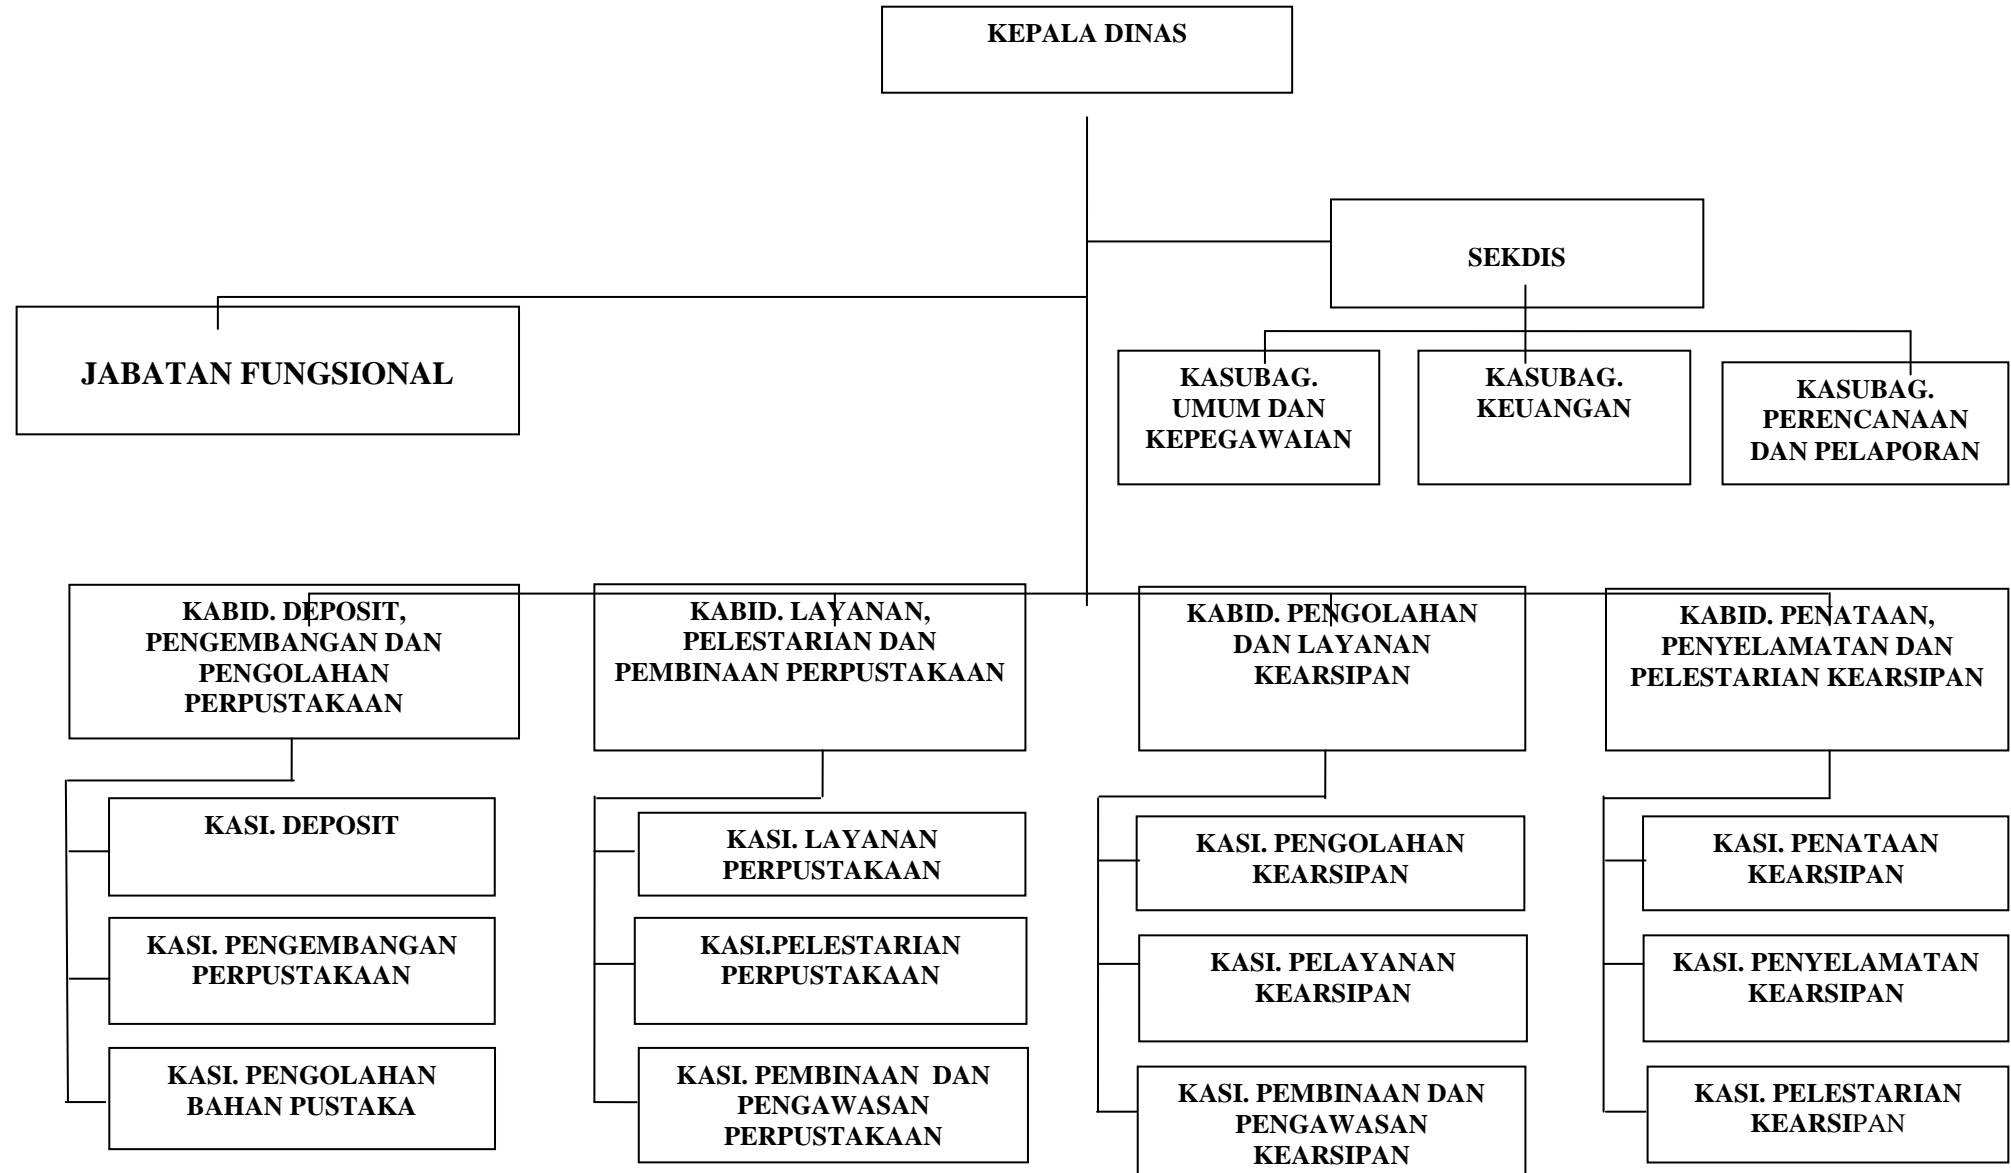 KEPALA DINAS
SEKDIS
JABATAN FUNGSIONAL
KASUBAG.
UMUM DAN
KEPEGAWAIAN
KASUBAG.
KEUANGAN
KASUBAG.
PERENCANAAN
DAN PELAPORAN
KABID. DEPOSIT,
PENGEMBANGAN DAN
PENGOLAHAN
PERPUSTAKAAN
KABID. LAYANAN,
PELESTARIAN DAN
PEMBINAAN PERPUSTAKAAN
KABID. PENGOLAHAN
DAN LAYANAN
KEARSIPAN
KABID. PENATAAN,
PENYELAMATAN DAN
PELESTARIAN KEARSIPAN
KASI. DEPOSIT
KASI. PENGEMBANGAN
PERPUSTAKAAN
KASI. PENGOLAHAN
BAHAN PUSTAKA
KASI. LAYANAN
PERPUSTAKAAN
KASI.PELESTARIAN
PERPUSTAKAAN
KASI. PEMBINAAN  DAN
PENGAWASAN
PERPUSTAKAAN
KASI. PENGOLAHAN
KEARSIPAN
KASI. PELAYANAN
KEARSIPAN
KASI. PEMBINAAN DAN
PENGAWASAN
KEARSIPAN
KASI. PENATAAN
KEARSIPAN
KASI. PENYELAMATAN
KEARSIPAN
KASI. PELESTARIAN
KEARSIPAN